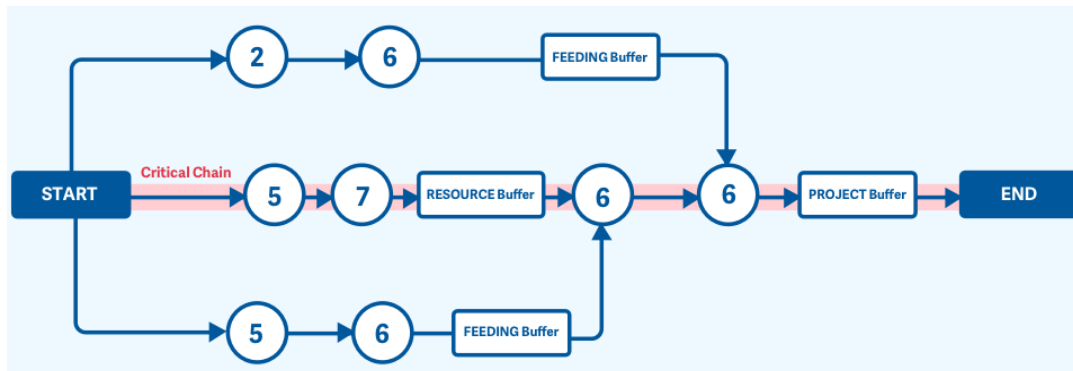 2
6
FEEDING Buffer
Critical Chain
START
5
7
RESOURCE Buffer
6
6
PROJECT Buffer
END
5
6
FEEDING Buffer